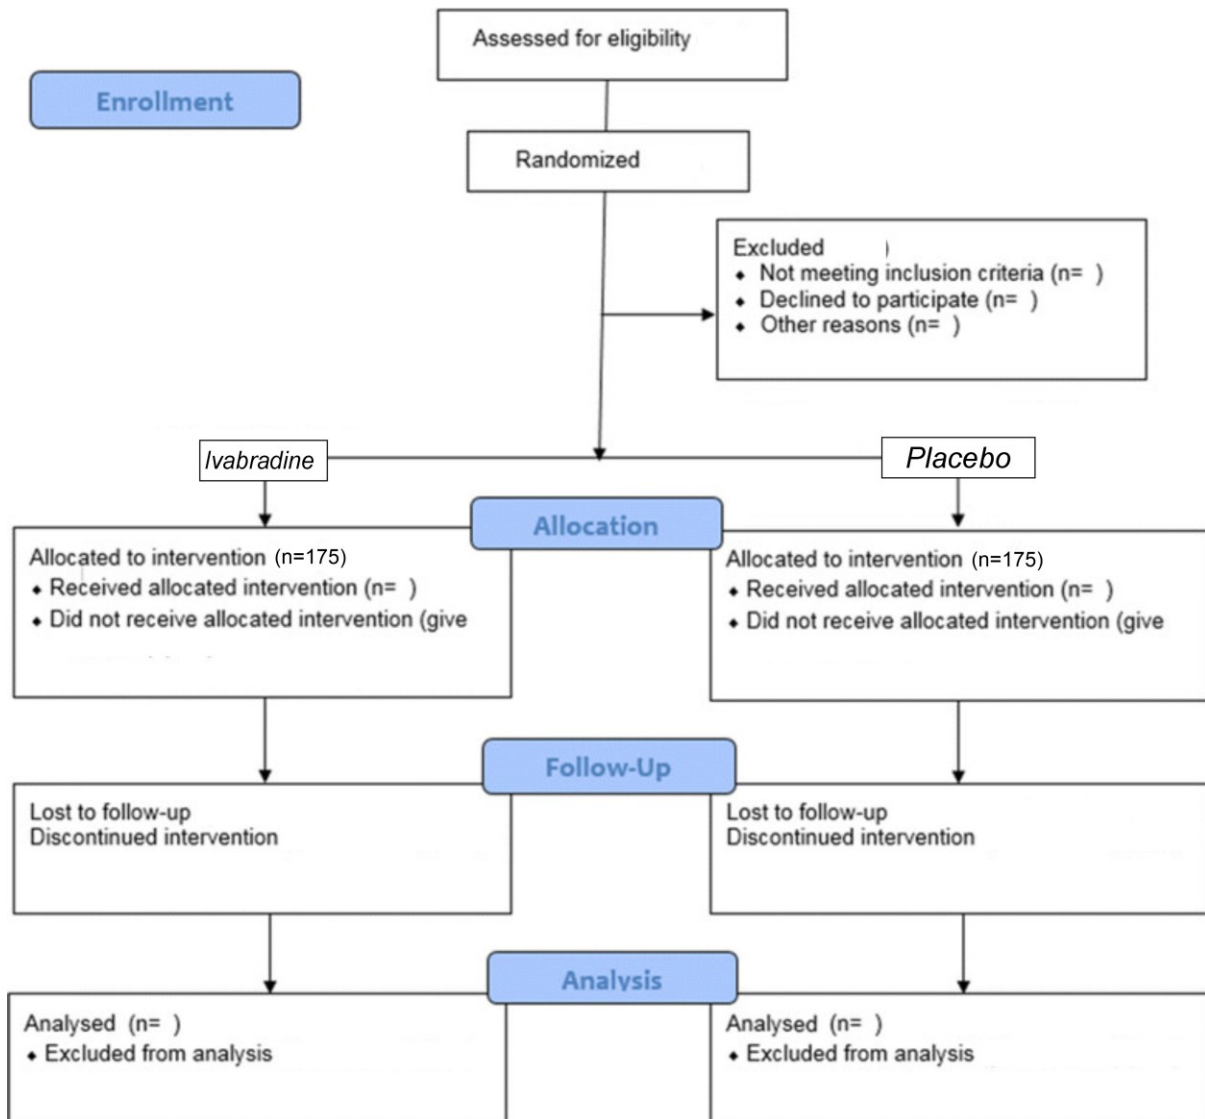 Assessed for eligibility
Enrollment
Randomized
Excluded )
⬥ Not meeting inclusion criteria (n= )
⬥ Declined to participate (n= )
⬥ Other reasons (n= )
Ivabradine
Placebo
Allocation
Allocated to intervention (n=175)
⬥ Received allocated intervention (n= )
⬥ Did not receive allocated intervention (give
Allocated to intervention (n=175)
⬥ Received allocated intervention (n= )
⬥ Did not receive allocated intervention (give
Follow-Up
Lost to follow-up
Discontinued intervention
Lost to follow-up
Discontinued intervention
Analysis
Analysed (n= )
⬥ Excluded from analysis
Analysed (n= )
⬥ Excluded from analysis